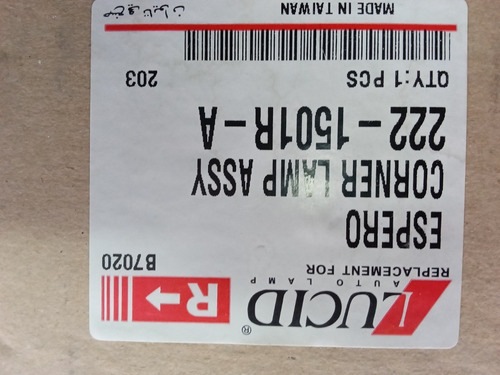 LUCID®
AUTO LAMP
R→
REPLACEMENT FOR
B7020
ESPERO
CORNER LAMP ASSY
222-1501R-A
QTY:1 PCS
203
MADE IN TAIWAN